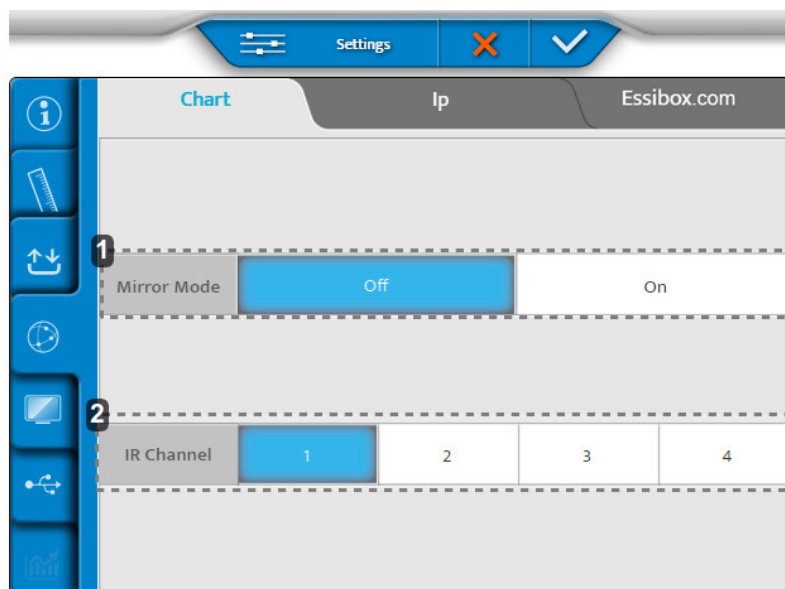 Settings
Chart Ip Essibox.com
1
Mirror Mode Off On
2
IR Channel 1 2 3 4